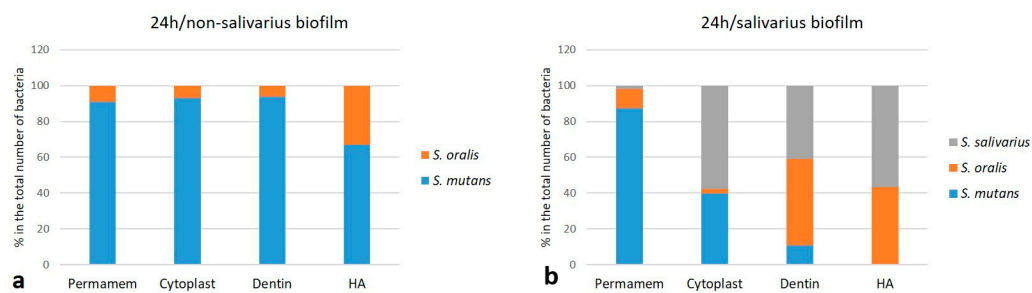 24h/non-salivarius biofilm
% in the total number of bacteria
120
100
80
60
40
20
0
Permamem Cytoplast Dentin HA
S. oralis
S. mutans
a
24h/salivarius biofilm
% in the total number of bacteria
120
100
80
60
40
20
0
Permamem Cytoplast Dentin HA
S. salivarius
S. oralis
S. mutans
b